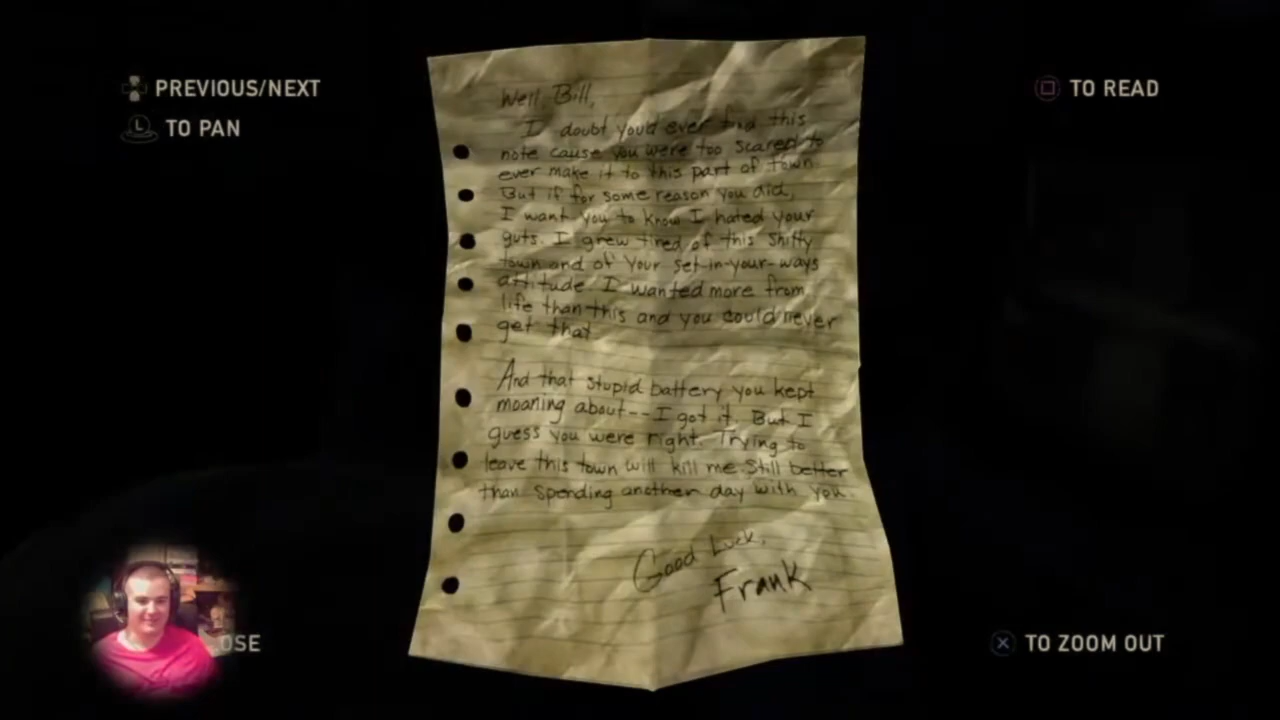 PREVIOUS/NEXT
L TO PAN
TO READ
Well, Bill,
I doubt you'd ever find this
note cause you were too scared to
ever make it to this part of town.
But if for some reason you did,
I want you to know I hated your
guts. I grew tired of this shitty
town and of your set-in-your-ways
attitude. I wanted more from
life than this and you could never
get that.
And that stupid battery you kept
moaning about--I got it. But I
guess you were right. Trying to
leave this town will kill me. Still better
than spending another day with you.
Good Luck,
Frank
OSE
TO ZOOM OUT